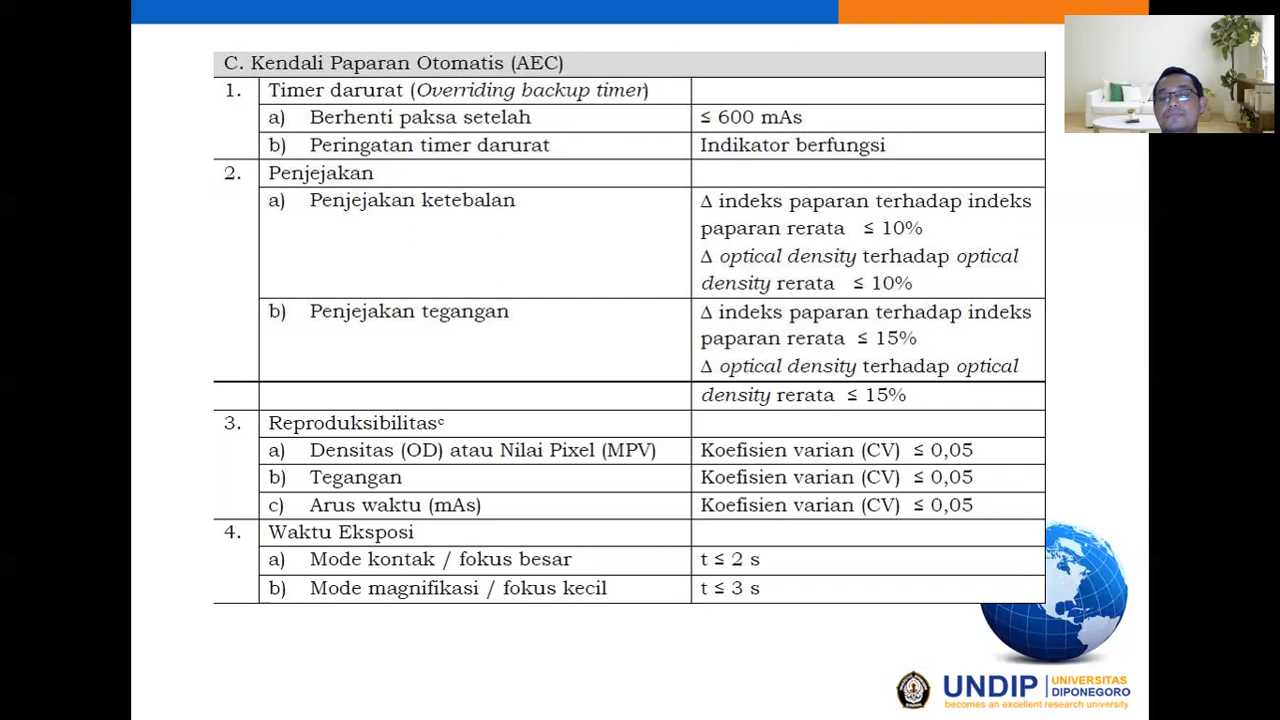 C. Kendali Paparan Otomatis (AEC)
1. Timer darurat (Overriding backup timer)
a) Berhenti paksa setelah ≤ 600 mAs
b) Peringatan timer darurat Indikator berfungsi
2. Penjejakan
a) Penjejakan ketebalan Δ indeks paparan terhadap indeks
paparan rerata ≤ 10%
Δ optical density terhadap optical
density rerata ≤ 10%
b) Penjejakan tegangan Δ indeks paparan terhadap indeks
paparan rerata ≤ 15%
Δ optical density terhadap optical
density rerata ≤ 15%
3. Reproduksibilitasᶜ
a) Densitas (OD) atau Nilai Pixel (MPV) Koefisien varian (CV) ≤ 0,05
b) Tegangan Koefisien varian (CV) ≤ 0,05
c) Arus waktu (mAs) Koefisien varian (CV) ≤ 0,05
4. Waktu Eksposi
a) Mode kontak / fokus besar t ≤ 2 s
b) Mode magnifikasi / fokus kecil t ≤ 3 s
UNDIP UNIVERSITAS
DIPONEGORO
becomes an excellent research university